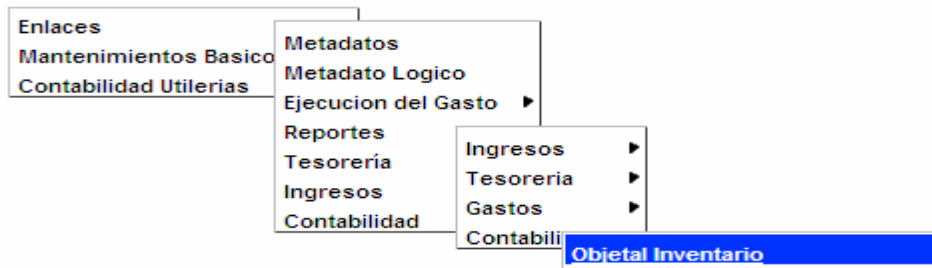 Enlaces
Mantenimientos Basico
Contabilidad Utilerias
Metadatos
Metadato Logico
Ejecucion del Gasto
Reportes
Tesorería
Ingresos
Contabilidad
Ingresos
Tesoreria
Gastos
Contabili
Objetal Inventario